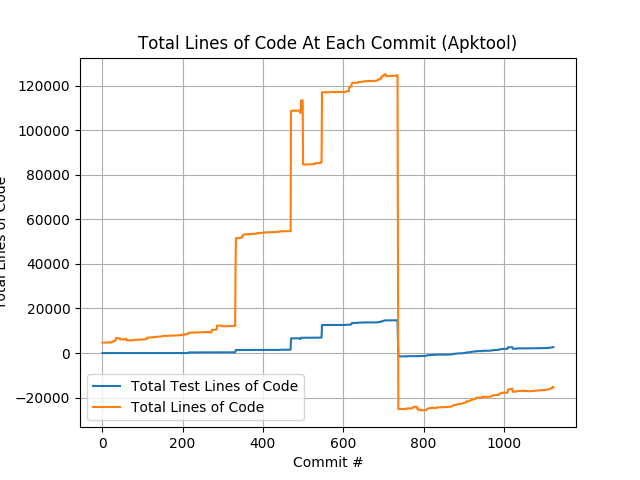 Total Lines of Code At Each Commit (Apktool)
Total Lines of Code
120000
100000
80000
60000
40000
20000
0
−20000
Total Test Lines of Code
Total Lines of Code
0 200 400 600 800 1000
Commit #